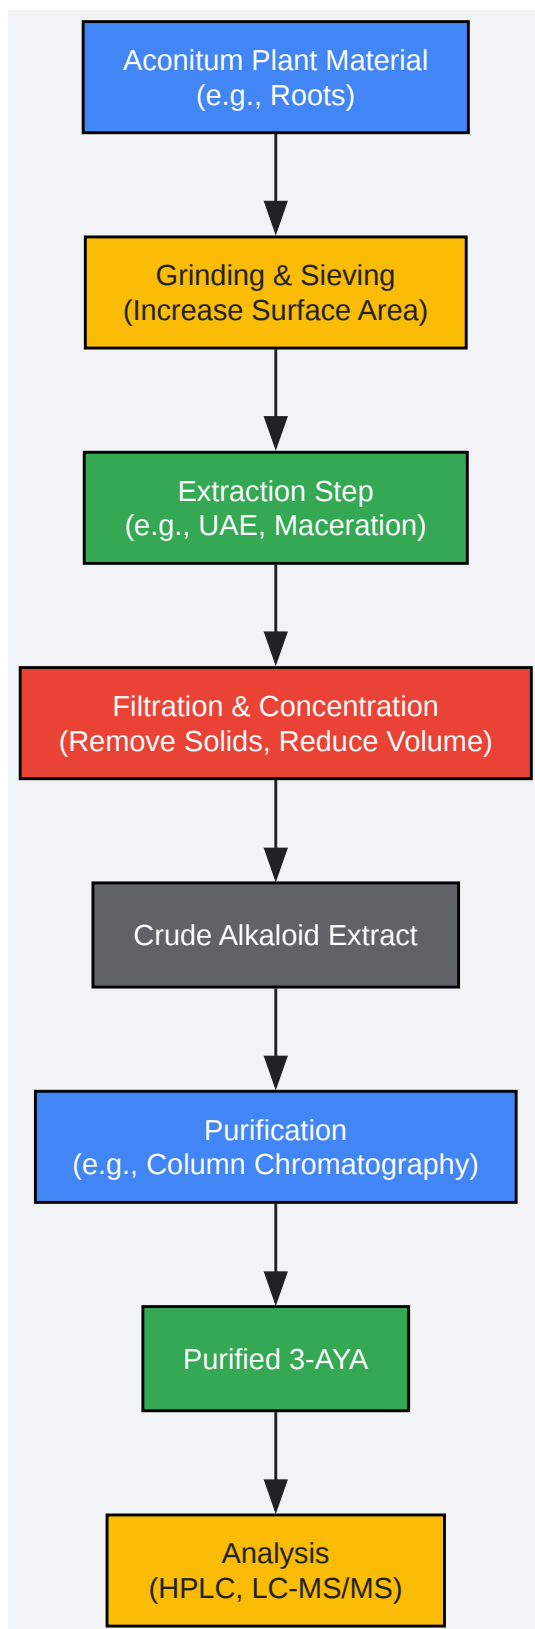 Aconitum Plant Material
(e.g., Roots)
Grinding & Sieving
(Increase Surface Area)
Extraction Step
(e.g., UAE, Maceration)
Filtration & Concentration
(Remove Solids, Reduce Volume)
Crude Alkaloid Extract
Purification
(e.g., Column Chromatography)
Purified 3-AYA
Analysis
(HPLC, LC-MS/MS)